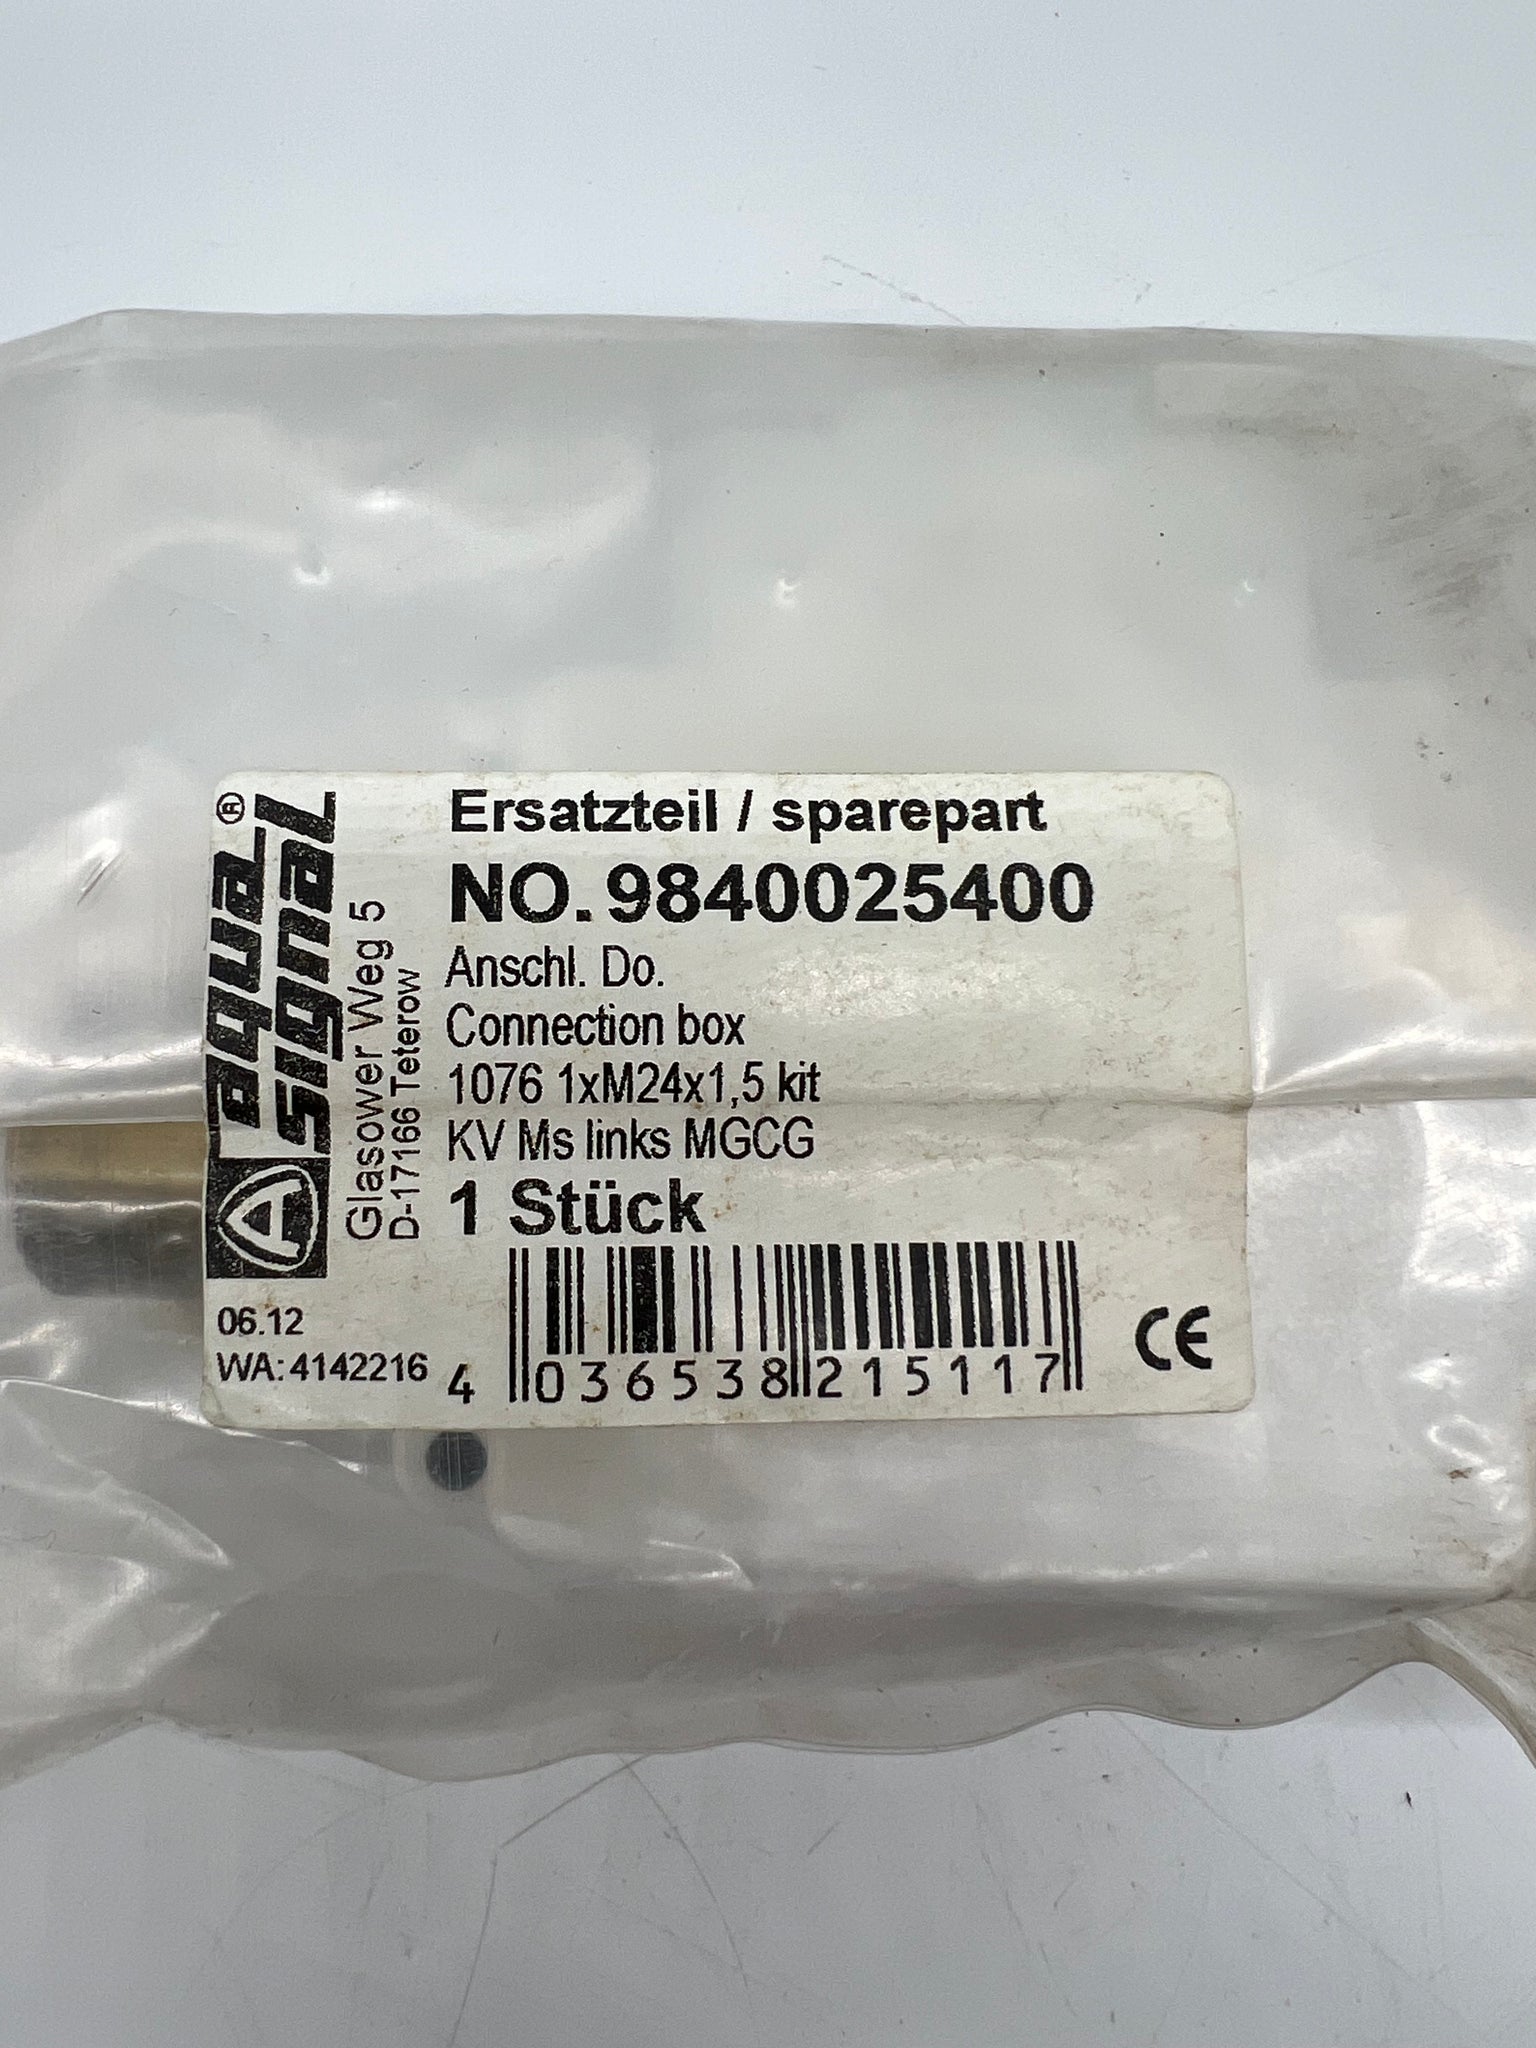 aqua®
signal
Glasower Weg 5
D-17166 Teterow
Ersatzteil / sparepart
NO. 9840025400
Anschl. Do.
Connection box
1076 1xM24x1,5 kit
KV Ms links MGCG
1 Stück
06.12
WA: 4142216
4 036538 215117
CE